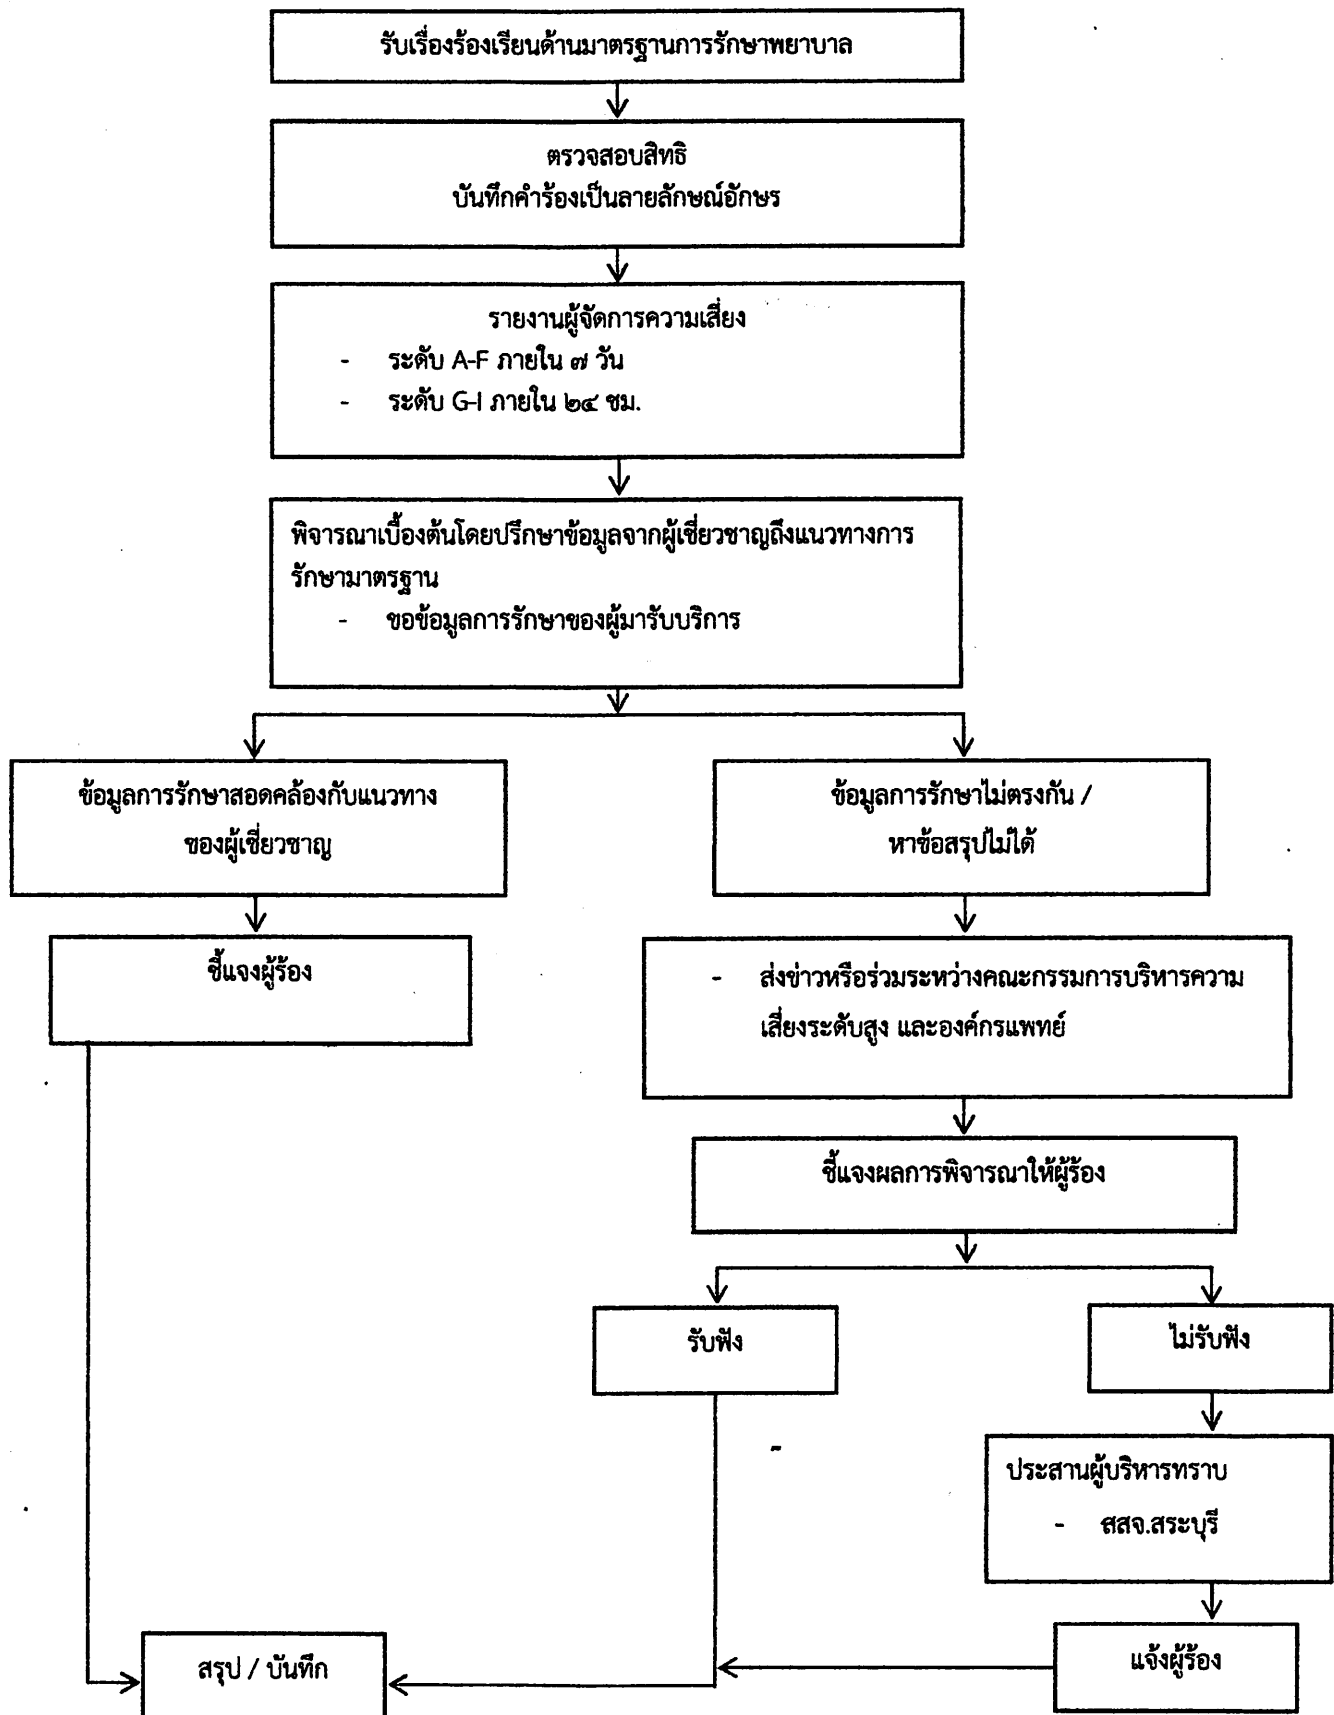 รับเรื่องร้องเรียนด้านมาตรฐานการรักษาพยาบาล
ตรวจสอบสิทธิ
บันทึกคำร้องเป็นลายลักษณ์อักษร
รายงานผู้จัดการความเสี่ยง
- ระดับ A-F ภายใน ๗ วัน
- ระดับ G-I ภายใน ๒๔ ชม.
พิจารณาเบื้องต้นโดยปรึกษาข้อมูลจากผู้เชี่ยวชาญถึงแนวทางการ
รักษามาตรฐาน
- ขอข้อมูลการรักษาของผู้มารับบริการ
ข้อมูลการรักษาสอดคล้องกับแนวทาง
ของผู้เชี่ยวชาญ
ข้อมูลการรักษาไม่ตรงกัน /
หาข้อสรุปไม่ได้
ชี้แจงผู้ร้อง
- ส่งข่าวหรือร่วมระหว่างคณะกรรมการบริหารความ
เสี่ยงระดับสูง และองค์กรแพทย์
ชี้แจงผลการพิจารณาให้ผู้ร้อง
รับฟัง
ไม่รับฟัง
ประสานผู้บริหารทราบ
- สสจ.สระบุรี
แจ้งผู้ร้อง
สรุป / บันทึก